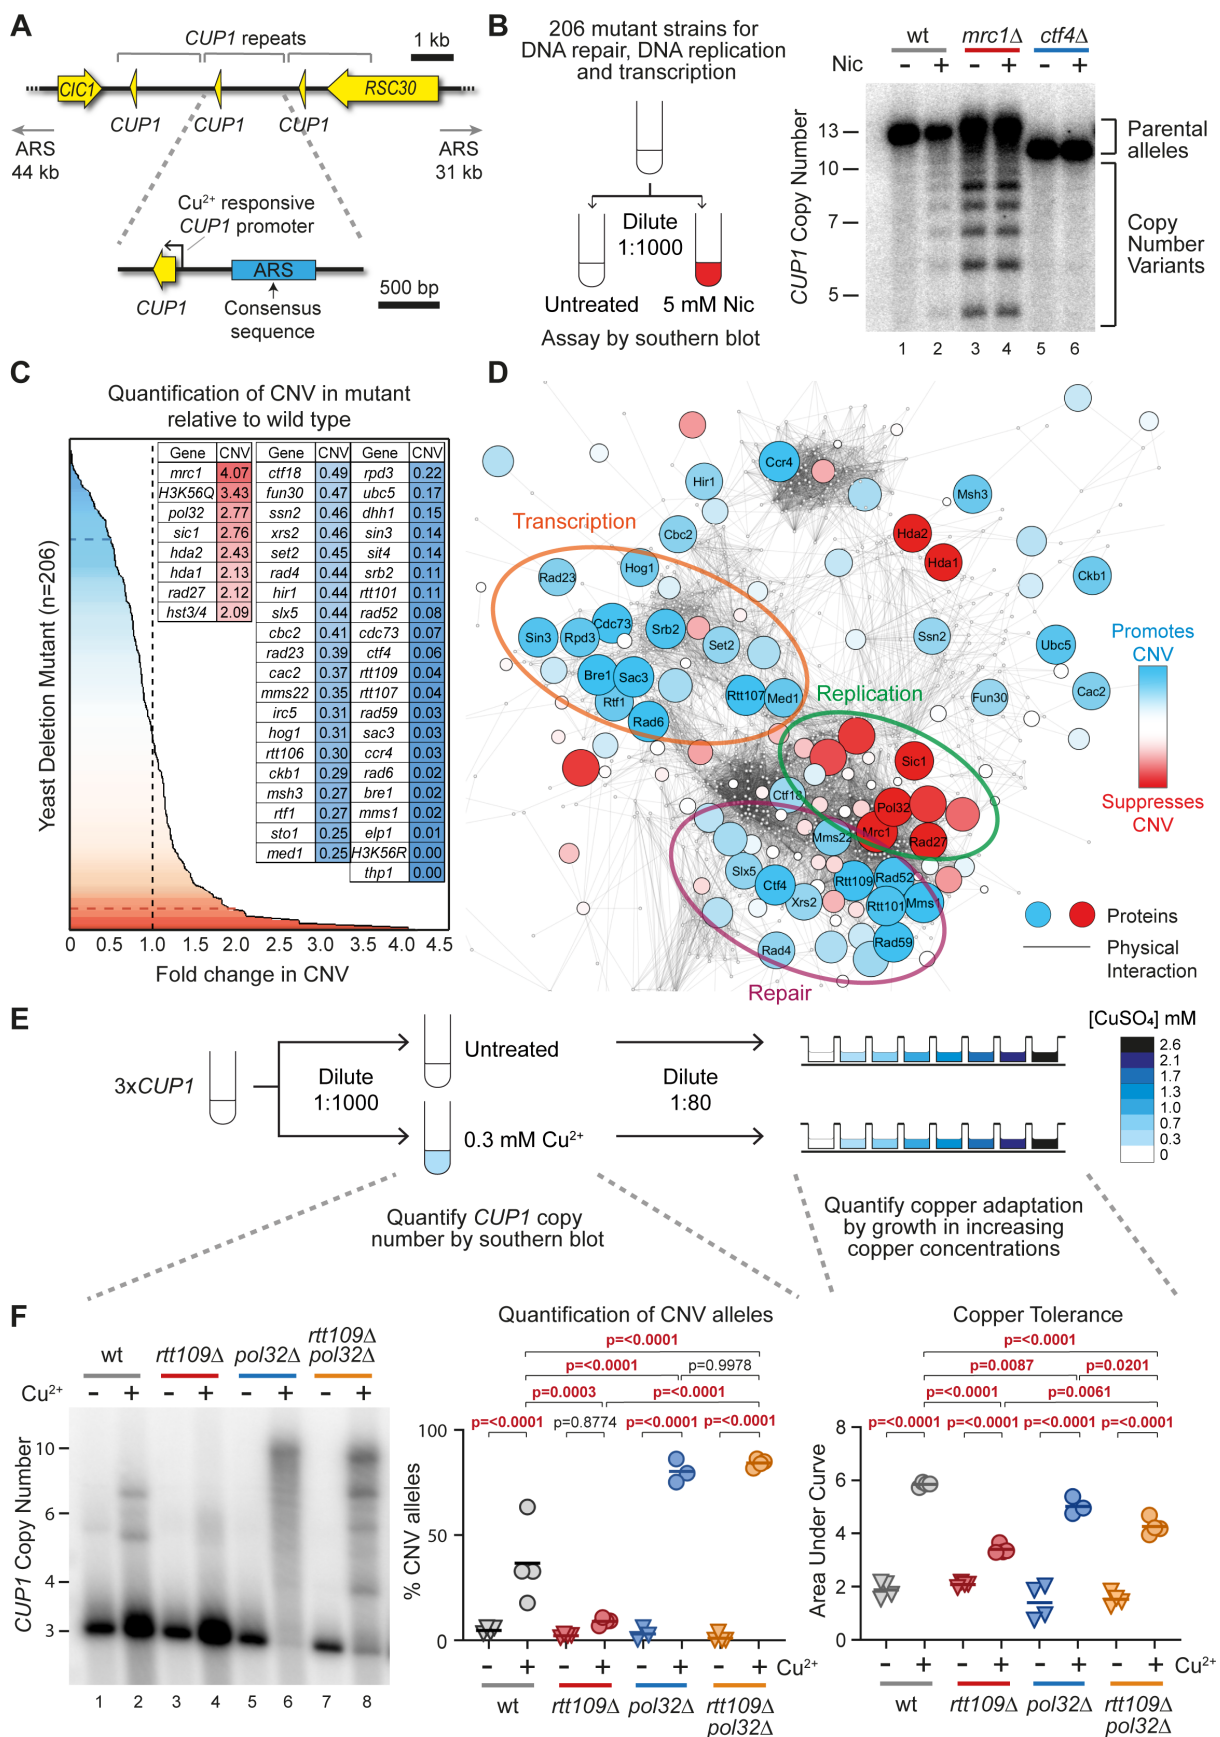 A
CUP1 repeats
1 kb
CIC1
RSC30
CUP1
CUP1
CUP1
ARS
44 kb
ARS
31 kb
Cu²⁺ responsive
CUP1 promoter
ARS
CUP1
Consensus
sequence
500 bp
B
206 mutant strains for
DNA repair, DNA replication
and transcription
Dilute
1:1000
Untreated
5 mM Nic
Assay by southern blot
wt
mrc1Δ
ctf4Δ
Nic
- + - + - +
CUP1 Copy Number
13
10
7
5
Parental
alleles
Copy
Number
Variants
1 2 3 4 5 6
C
Quantification of CNV in mutant
relative to wild type
Yeast Deletion Mutant (n=206)
Gene CNV Gene CNV Gene CNV
mrc1 4.07 ctf18 0.49 rpd3 0.22
H3K56Q 3.43 fun30 0.47 ubc5 0.17
pol32 2.77 ssn2 0.46 dhh1 0.15
sic1 2.76 xrs2 0.46 sin3 0.14
hda2 2.43 set2 0.45 sit4 0.14
hda1 2.13 rad4 0.44 srb2 0.11
rad27 2.12 hir1 0.44 rtt101 0.11
hst3/4 2.09 slx5 0.44 rad52 0.08
cbc2 0.41 cdc73 0.07
rad23 0.39 ctf4 0.06
cac2 0.37 rtt109 0.04
mms22 0.35 rtt107 0.04
irc5 0.31 rad59 0.03
hog1 0.31 sac3 0.03
rtt106 0.30 ccr4 0.03
ckb1 0.29 rad6 0.02
msh3 0.27 bre1 0.02
rtf1 0.27 mms1 0.02
sto1 0.25 elp1 0.01
med1 0.25 H3K56R 0.00
thp1 0.00
0 0.5 1.0 1.5 2.0 2.5 3.0 3.5 4.0 4.5
Fold change in CNV
D
Ccr4
Hir1
Msh3
Transcription
Cbc2
Hda2
Hda1
Rad23
Hog1
Ckb1
Sin3
Rpd3
Cdc73
Srb2
Set2
Ssn2
Ubc5
Promotes
CNV
Bre1
Sac3
Rtf1
Rtt107
Med1
Replication
Fun30
Cac2
Rad6
Sic1
Ctf18
Pol32
Mms22
Mrc1
Rad27
Suppresses
CNV
Slx5
Ctf4
Xrs2
Rtt109
Rad52
Rtt101
Mms1
Rad4
Rad59
Repair
Proteins
Physical
Interaction
E
3xCUP1
Dilute
1:1000
Untreated
0.3 mM Cu²⁺
Dilute
1:80
[CuSO₄] mM
2.6
2.1
1.7
1.3
1.0
0.7
0.3
0
Quantify CUP1 copy
number by southern blot
Quantify copper adaptation
by growth in increasing
copper concentrations
F
wt
rtt109Δ
pol32Δ
rtt109Δ
pol32Δ
Cu²⁺
- + - + - + - +
CUP1 Copy Number
10
6
4
3
1 2 3 4 5 6 7 8
Quantification of CNV alleles
p=<0.0001
p=<0.0001 p=0.9978
p=0.0003 p=<0.0001
p=<0.0001 p=0.8774 p=<0.0001 p=<0.0001
% CNV alleles
100
50
0
- + - + - + - + Cu²⁺
wt
rtt109Δ
pol32Δ
rtt109Δ
pol32Δ
Copper Tolerance
p=<0.0001
p=0.0087 p=0.0201
p=<0.0001 p=0.0061
p=<0.0001 p=<0.0001 p=<0.0001 p=<0.0001
Area Under Curve
8
6
4
2
0
- + - + - + - + Cu²⁺
wt
rtt109Δ
pol32Δ
rtt109Δ
pol32Δ